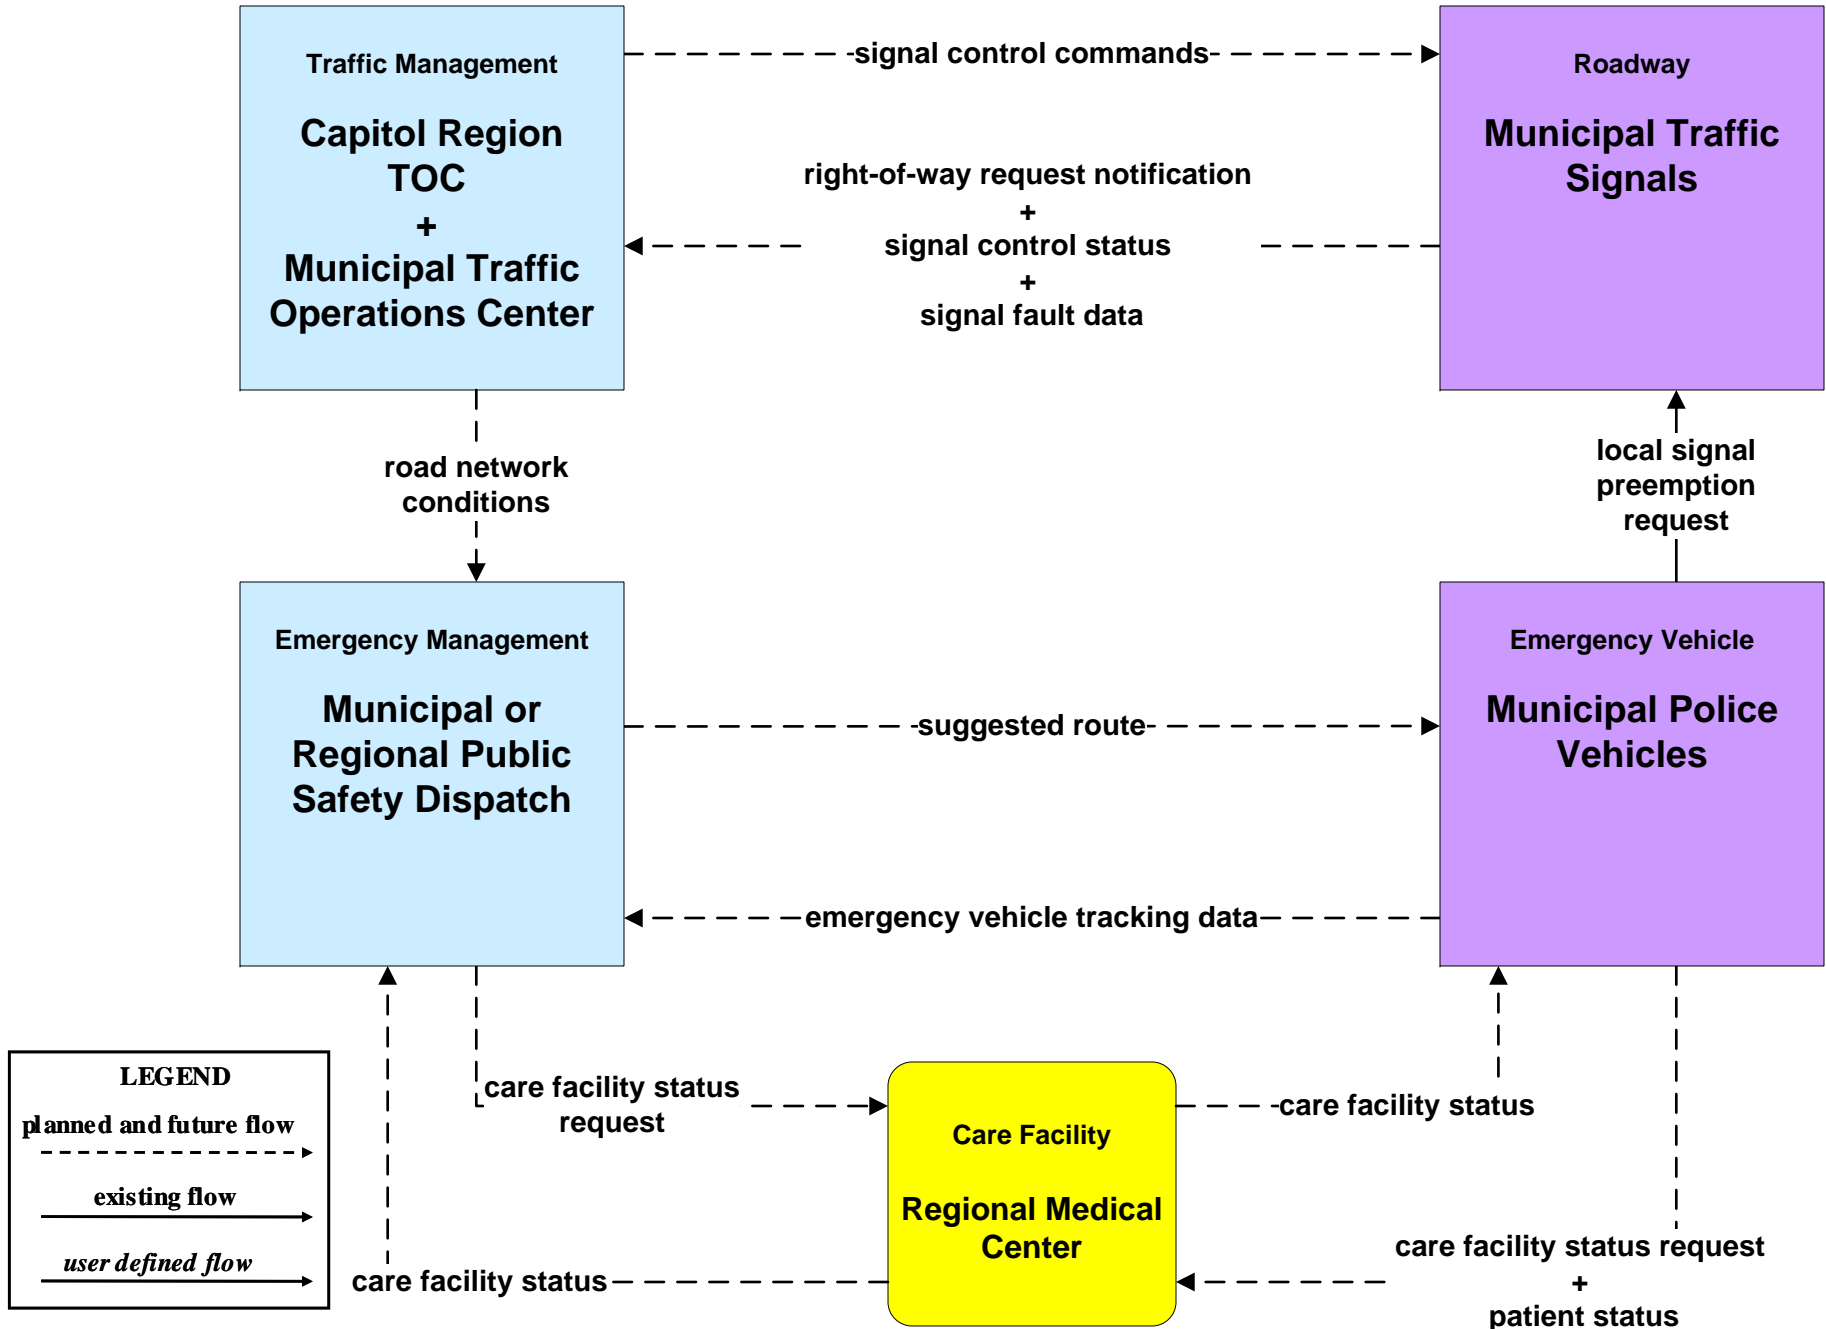 Traffic Management
Capitol Region
TOC
+
Municipal Traffic
Operations Center
signal control commands
right-of-way request notification
+
signal control status
+
signal fault data
Roadway
Municipal Traffic
Signals
road network
conditions
local signal
preemption
request
Emergency Management
Municipal or
Regional Public
Safety Dispatch
suggested route
emergency vehicle tracking data
Emergency Vehicle
Municipal Police
Vehicles
LEGEND
planned and future flow
existing flow
user defined flow
care facility status
request
care facility status
Care Facility
Regional Medical
Center
care facility status
care facility status request
+
patient status